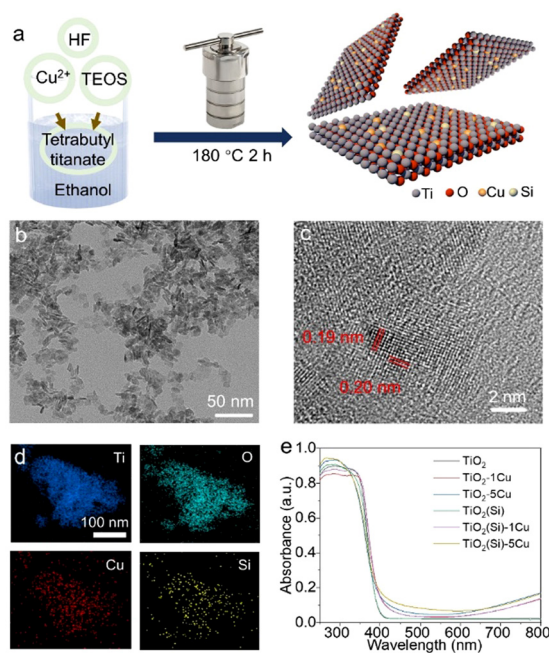 a
HF
Cu²⁺
TEOS
Tetrabutyl
titanate
Ethanol
180 °C 2 h
Ti
O
Cu
Si
b
50 nm
c
0.19 nm
0.20 nm
2 nm
d
Ti
O
100 nm
Cu
Si
e
Absorbance (a.u.)
1.0
0.8
0.6
0.4
0.2
0.0
TiO₂
TiO₂-1Cu
TiO₂-5Cu
TiO₂(Si)
TiO₂(Si)-1Cu
TiO₂(Si)-5Cu
300 400 500 600 700 800
Wavelength (nm)